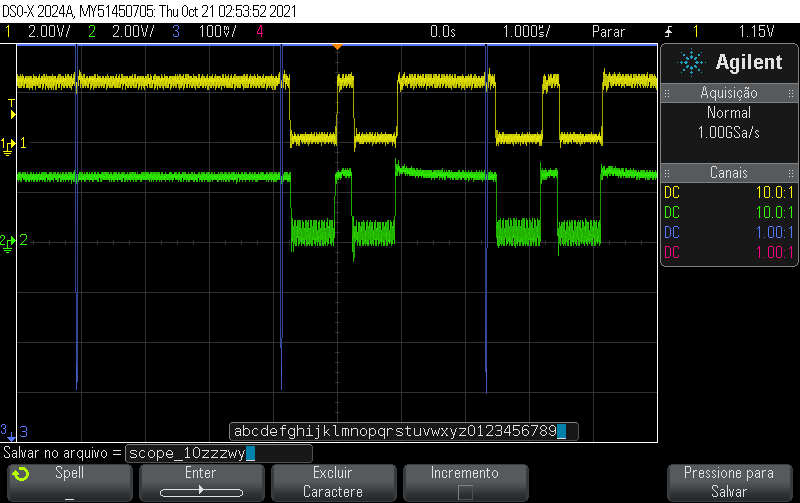 DSO-X 2024A, MY51450705: Thu Oct 21 02:53:52 2021
1 2.00V/ 2 2.00V/ 3 100%/ 4 0.0s 1.000%/ Parar 1 1.15V
Agilent
Aquisição
Normal
1.00GSa/s
Canais
DC 10.0:1
DC 10.0:1
DC 1.00:1
DC 1.00:1
T
1
2
3
abcdefghijklmnopqrstuvwxyz0123456789
Salvar no arquivo = scope_10zzzwy
Spell
Enter
Excluir
Caractere
Incremento
Pressione para
Salvar